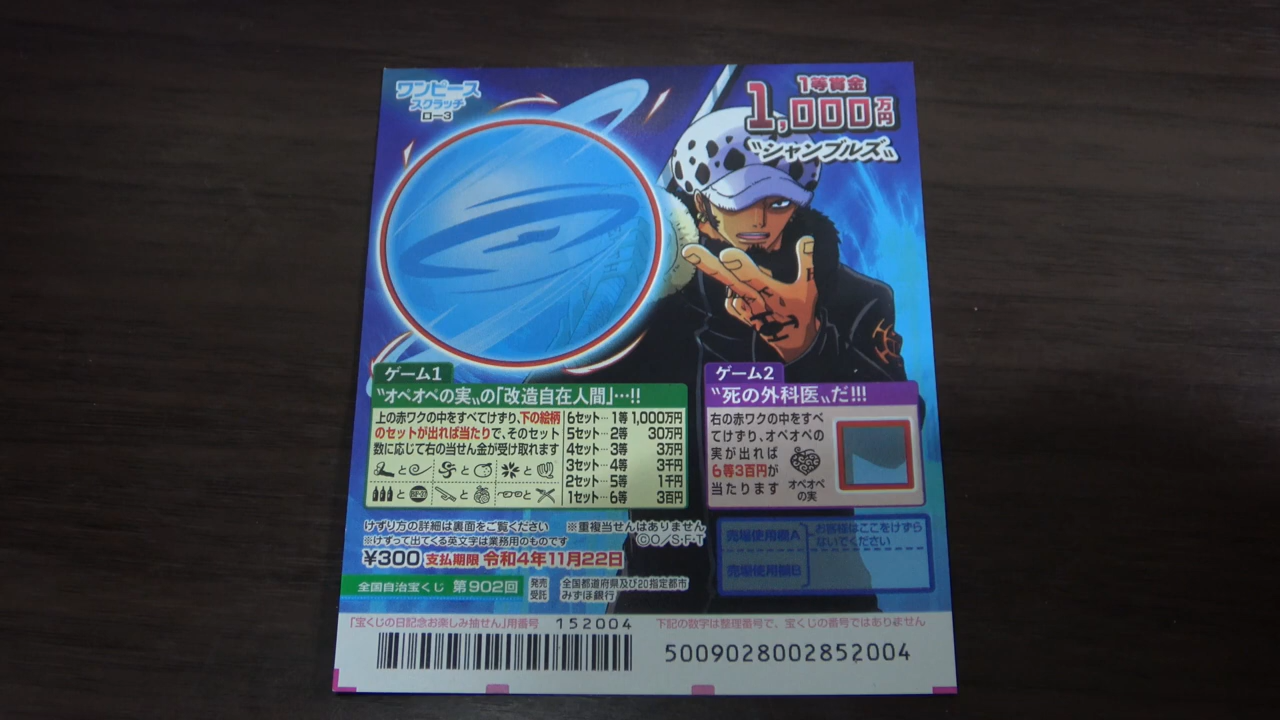 ワンピース
スクラッチ
ロー3
1等賞金
1,000万円
〝シャンブルズ〟
ゲーム1
〝オペオペの実〟の「改造自在人間」…!!
上の赤ワクの中をすべてけずり、下の絵柄
のセットが出れば当たりで、そのセット
数に応じて右の当せん金が受け取れます
と と と
と と と
6セット…1等 1,000万円
5セット…2等 30万円
4セット…3等 3万円
3セット…4等 3千円
2セット…5等 1千円
1セット…6等 3百円
ゲーム2
〝死の外科医〟だ!!!
右の赤ワクの中をすべ
てけずり、オペオペの
実が出れば
6等3百円が
当たります
オペオペ
の実
けずり方の詳細は裏面をご覧ください ※重複当せんはありません
※けずって出てくる英文字は業務用のものです
©O/S・F・T
¥300 支払期限 令和4年11月22日
全国自治宝くじ 第902回
発売 全国都道府県及び20指定都市
受託 みずほ銀行
売場使用欄A
売場使用欄B
お客様はここをけずら
ないでください
「宝くじの日記念お楽しみ抽せん」用番号 152004
下記の数字は整理番号で、宝くじの番号ではありません
5009028002852004